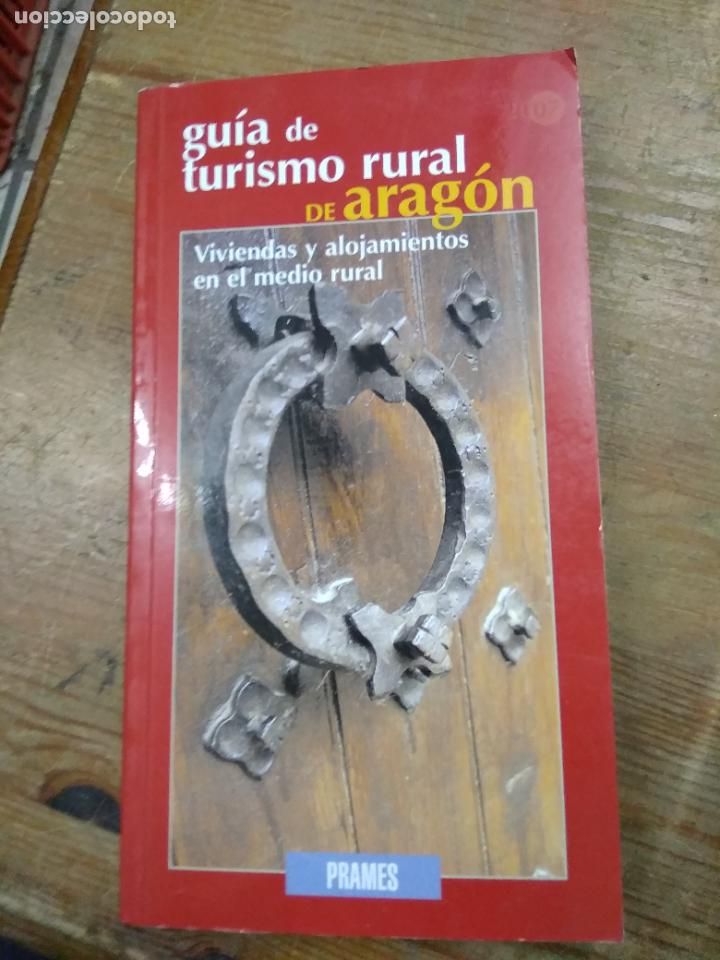 todocoleccion
guía de
turismo rural
DE aragón
Viviendas y alojamientos
en el medio rural
PRAMES